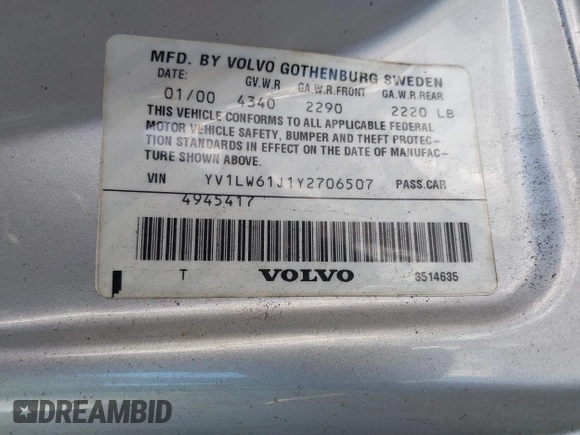 MFD. BY VOLVO GOTHENBURG SWEDEN
DATE: G.V.W.R GA.W.R.FRONT GA.W.R.REAR
01/00 4340 2290 2220 LB
THIS VEHICLE CONFORMS TO ALL APPLICABLE FEDERAL
MOTOR VEHICLE SAFETY, BUMPER AND THEFT PROTEC-
TION STANDARDS IN EFFECT ON THE DATE OF MANUFAC-
TURE SHOWN ABOVE.
VIN YV1LW61J1Y2706507 PASS.CAR
4945417
T VOLVO 3514635
DREAMBID